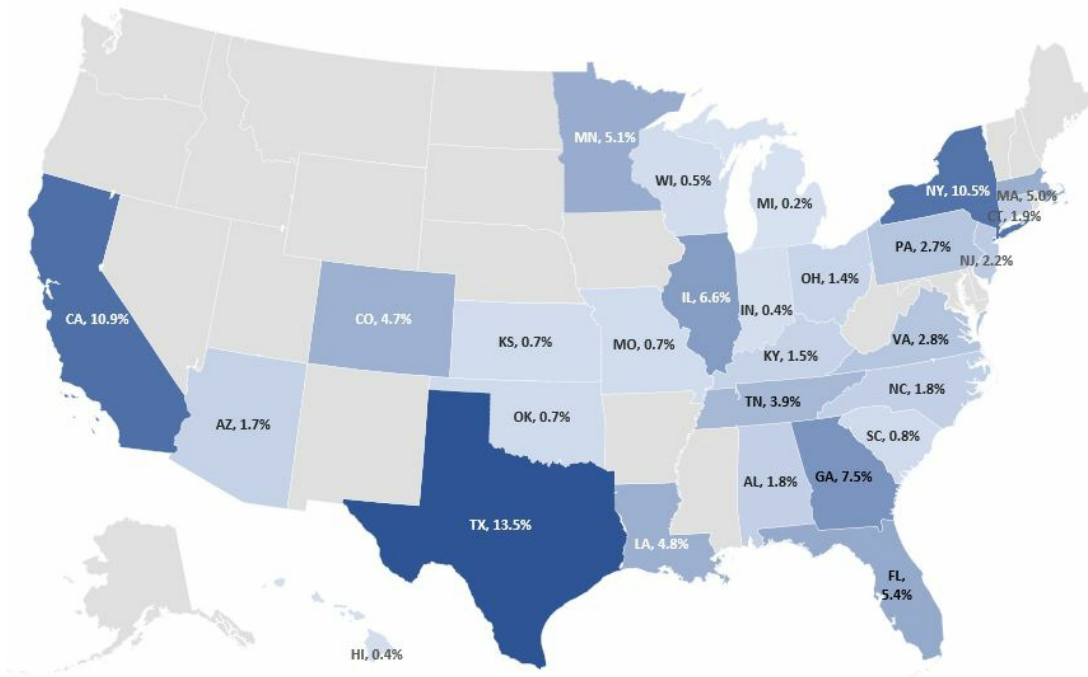 MN, 5.1%
WI, 0.5%
MI, 0.2%
NY, 10.5%
MA, 5.0%
CT, 1.9%
PA, 2.7%
NJ, 2.2%
CA, 10.9%
CO, 4.7%
IL, 6.6%
IN, 0.4%
OH, 1.4%
KS, 0.7%
MO, 0.7%
KY, 1.5%
VA, 2.8%
AZ, 1.7%
OK, 0.7%
TN, 3.9%
NC, 1.8%
SC, 0.8%
TX, 13.5%
LA, 4.8%
AL, 1.8%
GA, 7.5%
FL,
5.4%
HI, 0.4%